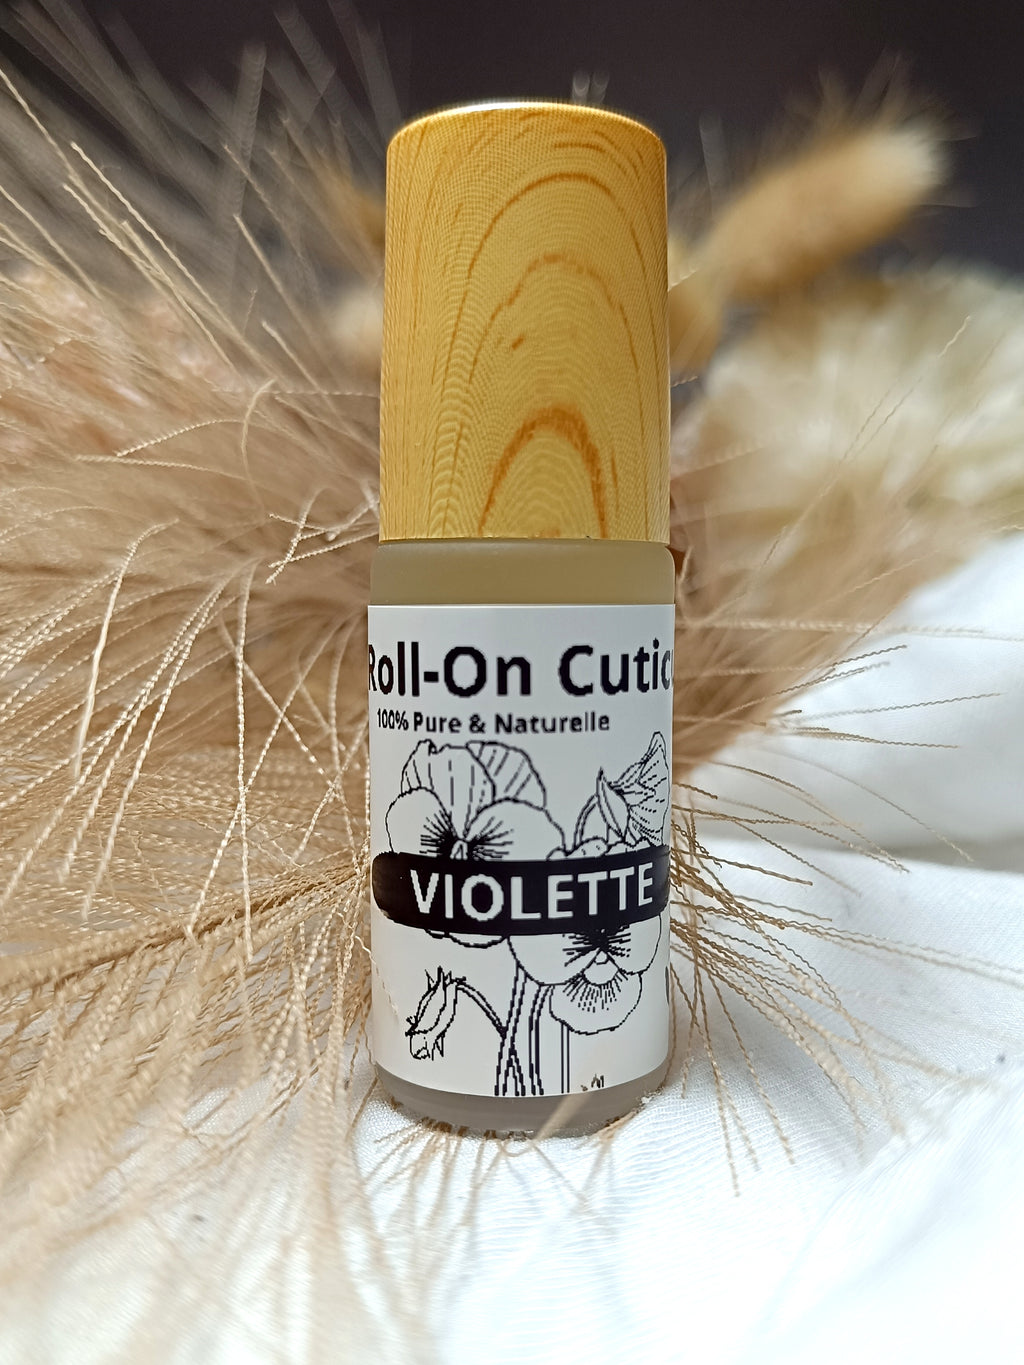 Roll-On Cutic
100% Pure & Naturelle
VIOLETTE